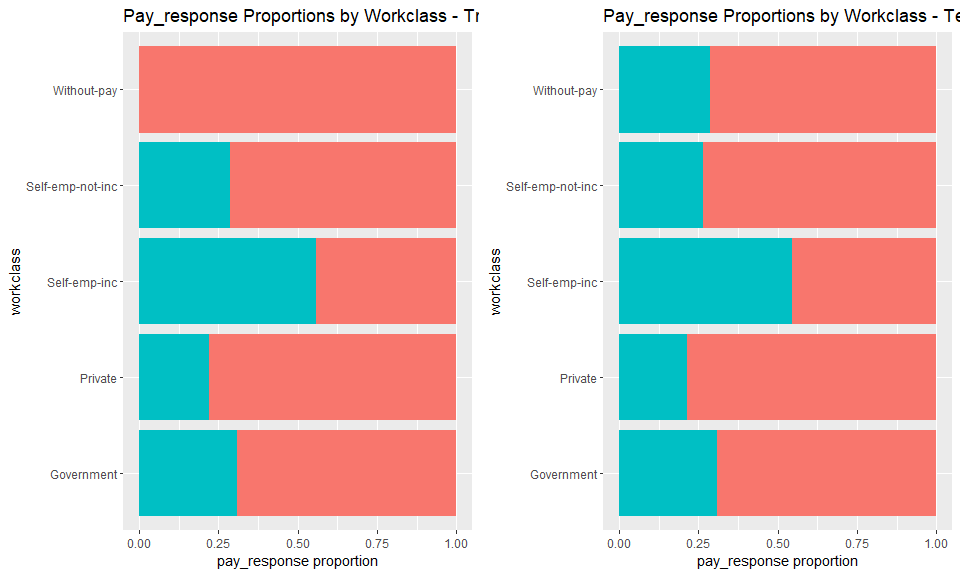 Pay_response Proportions by Workclass - Tr
workclass
Without-pay
Self-emp-not-inc
Self-emp-inc
Private
Government
0.00 0.25 0.50 0.75 1.00
pay_response proportion
Pay_response Proportions by Workclass - Te
workclass
Without-pay
Self-emp-not-inc
Self-emp-inc
Private
Government
0.00 0.25 0.50 0.75 1.00
pay_response proportion